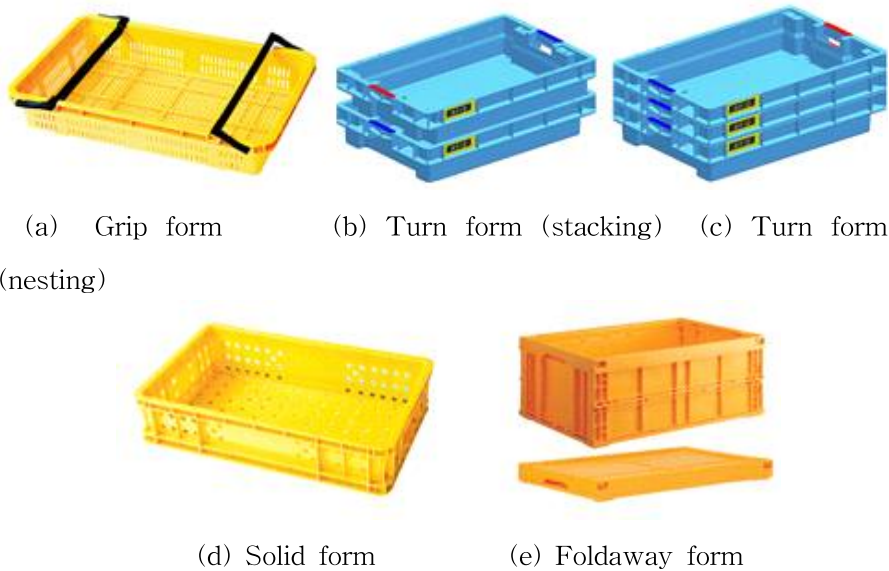 (a) Grip form
(b) Turn form (stacking)
(c) Turn form
(nesting)
(d) Solid form
(e) Foldaway form